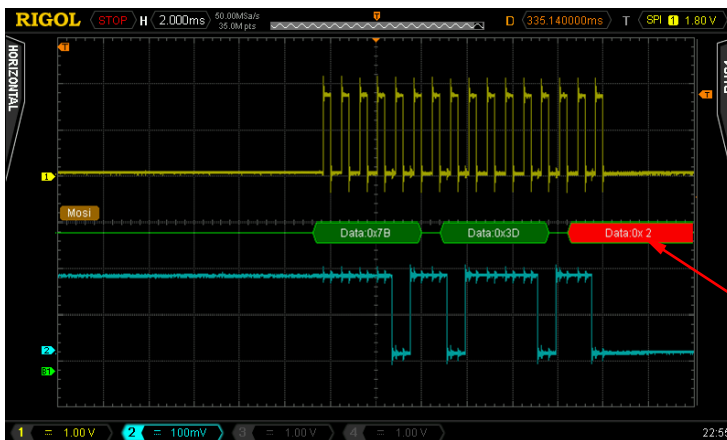 RIGOL STOP H 2.000ms 50.00MSa/s 35.0M pts D 335.140000ms T SPI 1 1.80 V
HORIZONTAL
T
T
1
Mosi
Data:0x7B Data:0x3D Data:0x 2
2
B1
1 = 1.00 V 2 = 100mV 3 = 1.00 V 4 = 1.00 V